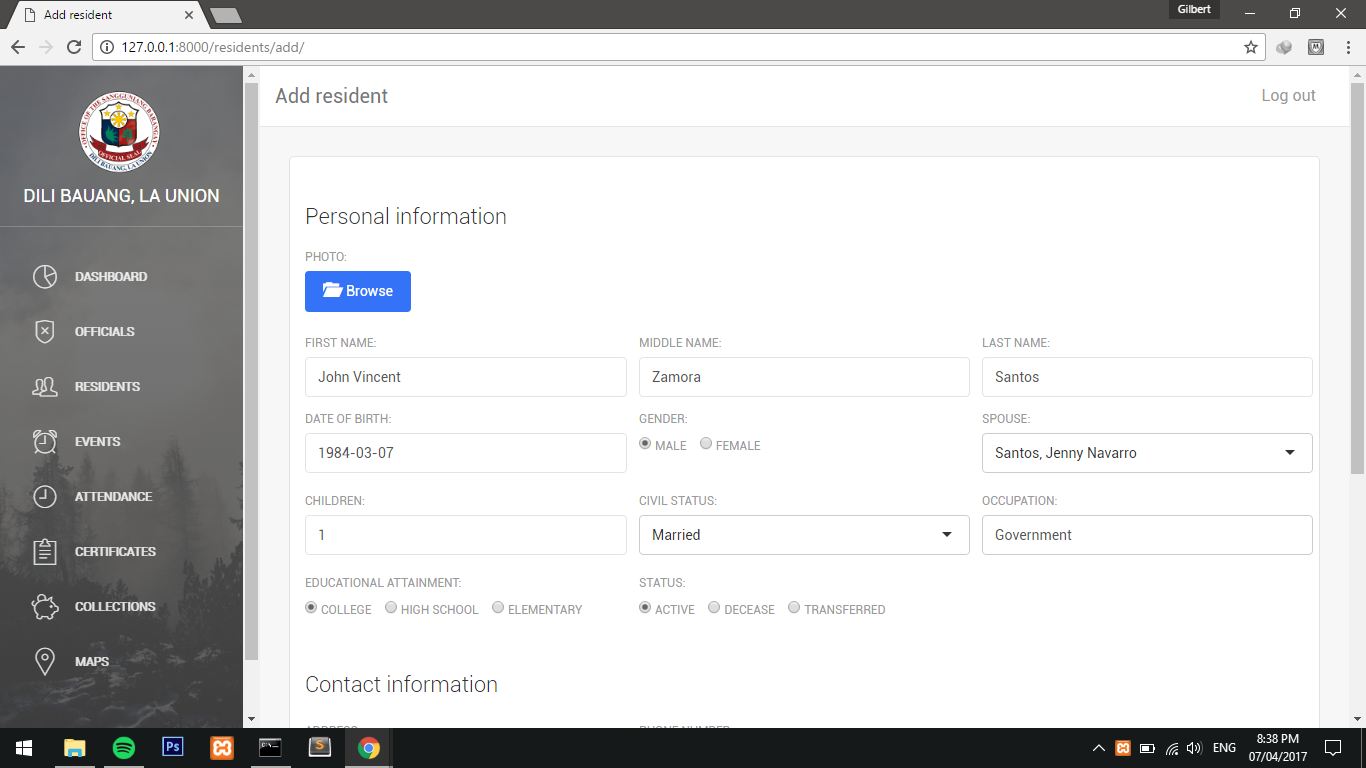 Add resident
Gilbert
127.0.0.1:8000/residents/add/
OFFICE OF THE SANGGUNIANG BARANGAY
OFFICIAL SEAL
DILI BAUANG, LA UNION
DILI BAUANG, LA UNION
DASHBOARD
OFFICIALS
RESIDENTS
EVENTS
ATTENDANCE
CERTIFICATES
COLLECTIONS
MAPS
Add resident
Log out
Personal information
PHOTO:
Browse
FIRST NAME: MIDDLE NAME: LAST NAME:
John Vincent Zamora Santos
DATE OF BIRTH: GENDER: SPOUSE:
1984-03-07 MALE FEMALE Santos, Jenny Navarro
CHILDREN: CIVIL STATUS: OCCUPATION:
1 Married Government
EDUCATIONAL ATTAINMENT: STATUS:
COLLEGE HIGH SCHOOL ELEMENTARY ACTIVE DECEASE TRANSFERRED
Contact information
Ps
S
ENG
8:38 PM
07/04/2017